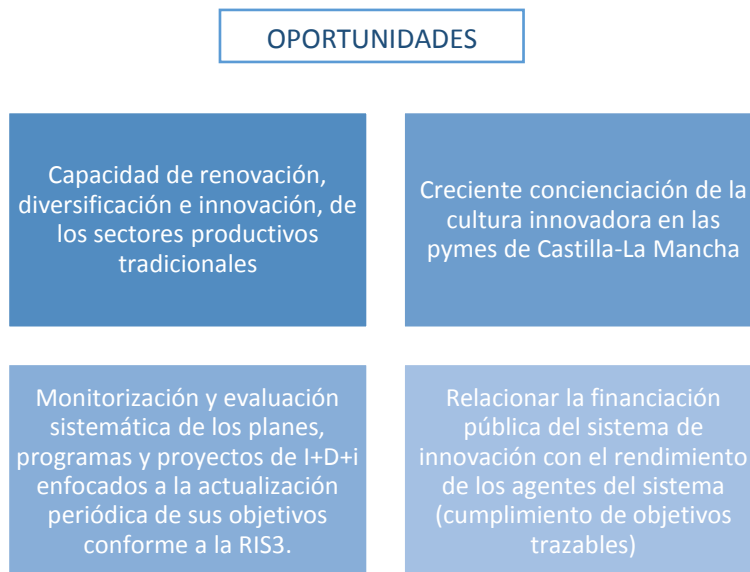 OPORTUNIDADES
Capacidad de renovación,
diversificación e innovación, de
los sectores productivos
tradicionales
Creciente concienciación de la
cultura innovadora en las
pymes de Castilla-La Mancha
Monitorización y evaluación
sistemática de los planes,
programas y proyectos de I+D+i
enfocados a la actualización
periódica de sus objetivos
conforme a la RIS3.
Relacionar la financiación
pública del sistema de
innovación con el rendimiento
de los agentes del sistema
(cumplimiento de objetivos
trazables)